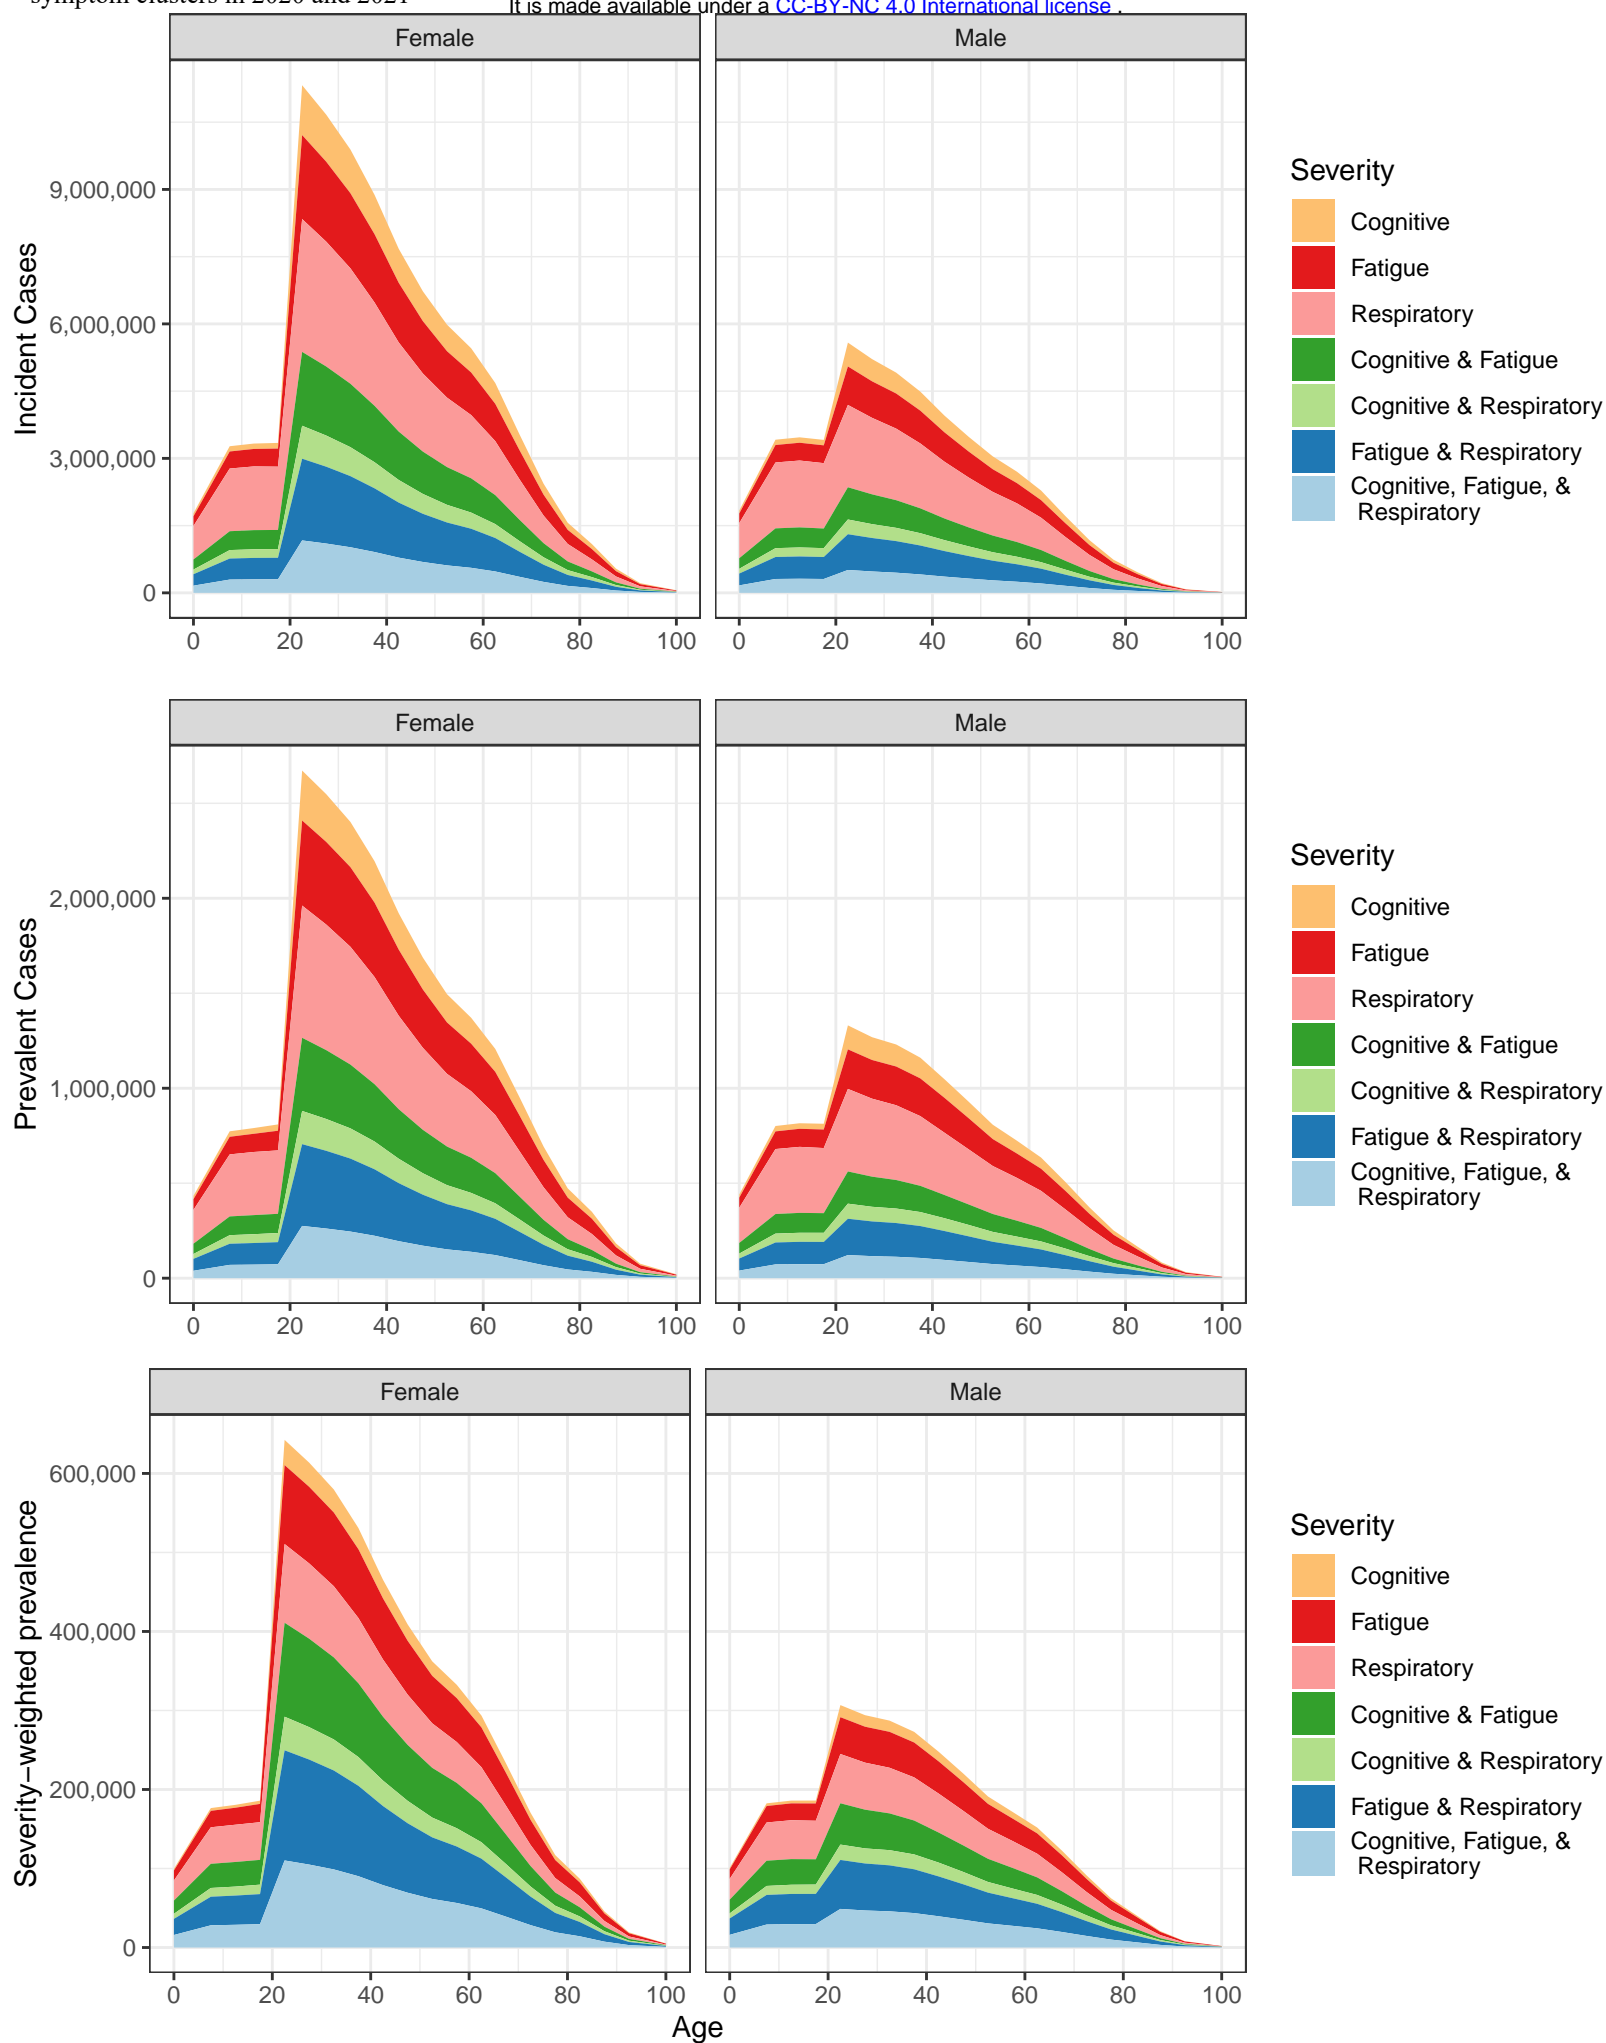 symptom clusters in 2020 and 2021
It is made available under a CC-BY-NC 4.0 International license .
Female
Male
Incident Cases
9,000,000
6,000,000
3,000,000
0
0 20 40 60 80 100
0 20 40 60 80 100
Severity
Cognitive
Fatigue
Respiratory
Cognitive & Fatigue
Cognitive & Respiratory
Fatigue & Respiratory
Cognitive, Fatigue, &
Respiratory
Female
Male
Prevalent Cases
2,000,000
1,000,000
0
0 20 40 60 80 100
0 20 40 60 80 100
Severity
Cognitive
Fatigue
Respiratory
Cognitive & Fatigue
Cognitive & Respiratory
Fatigue & Respiratory
Cognitive, Fatigue, &
Respiratory
Female
Male
Severity−weighted prevalence
600,000
400,000
200,000
0
0 20 40 60 80 100
0 20 40 60 80 100
Age
Severity
Cognitive
Fatigue
Respiratory
Cognitive & Fatigue
Cognitive & Respiratory
Fatigue & Respiratory
Cognitive, Fatigue, &
Respiratory